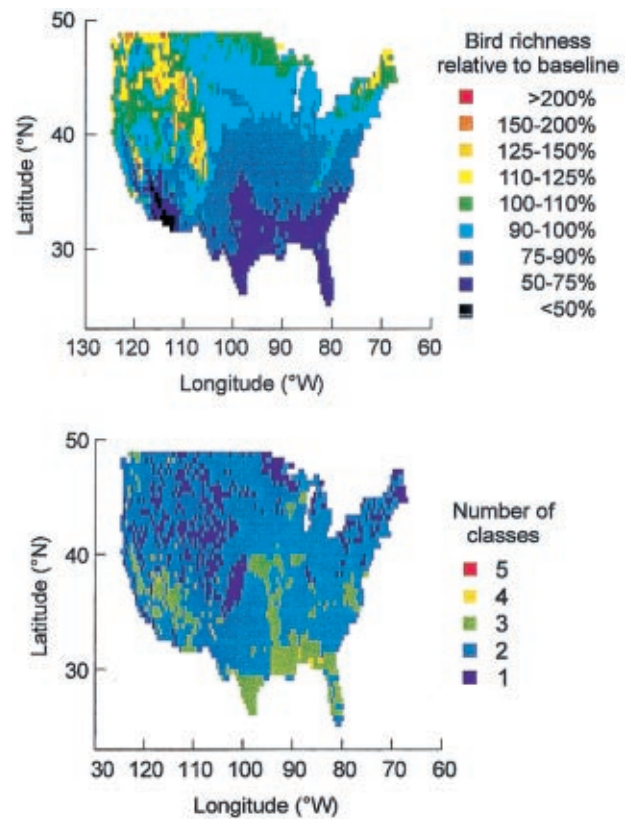 Bird richness
relative to baseline
>200%
150-200%
125-150%
110-125%
100-110%
90-100%
75-90%
50-75%
<50%
Latitude (°N)
50
40
30
130 120 110 100 90 80 70 60
Longitude (°W)
Number of
classes
5
4
3
2
1
Latitude (°N)
50
40
30
30 120 110 100 90 80 70 60
Longitude (°W)